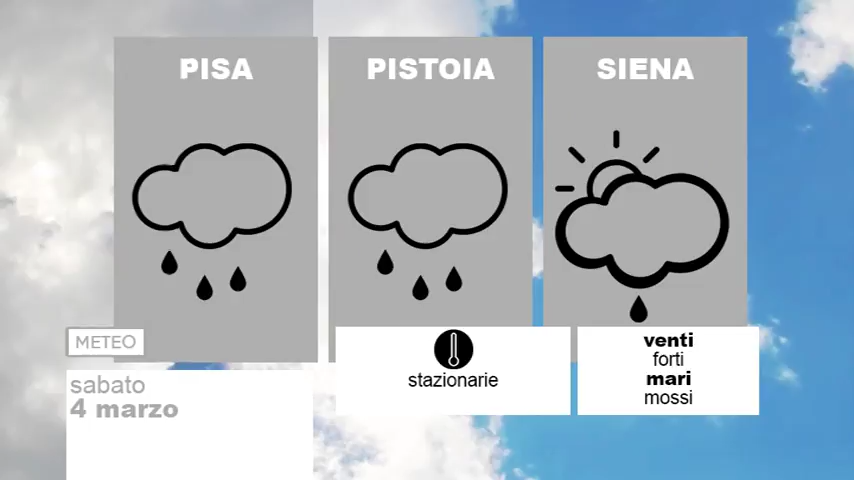 PISA
PISTOIA
SIENA
METEO
sabato
4 marzo
stazionarie
venti
forti
mari
mossi